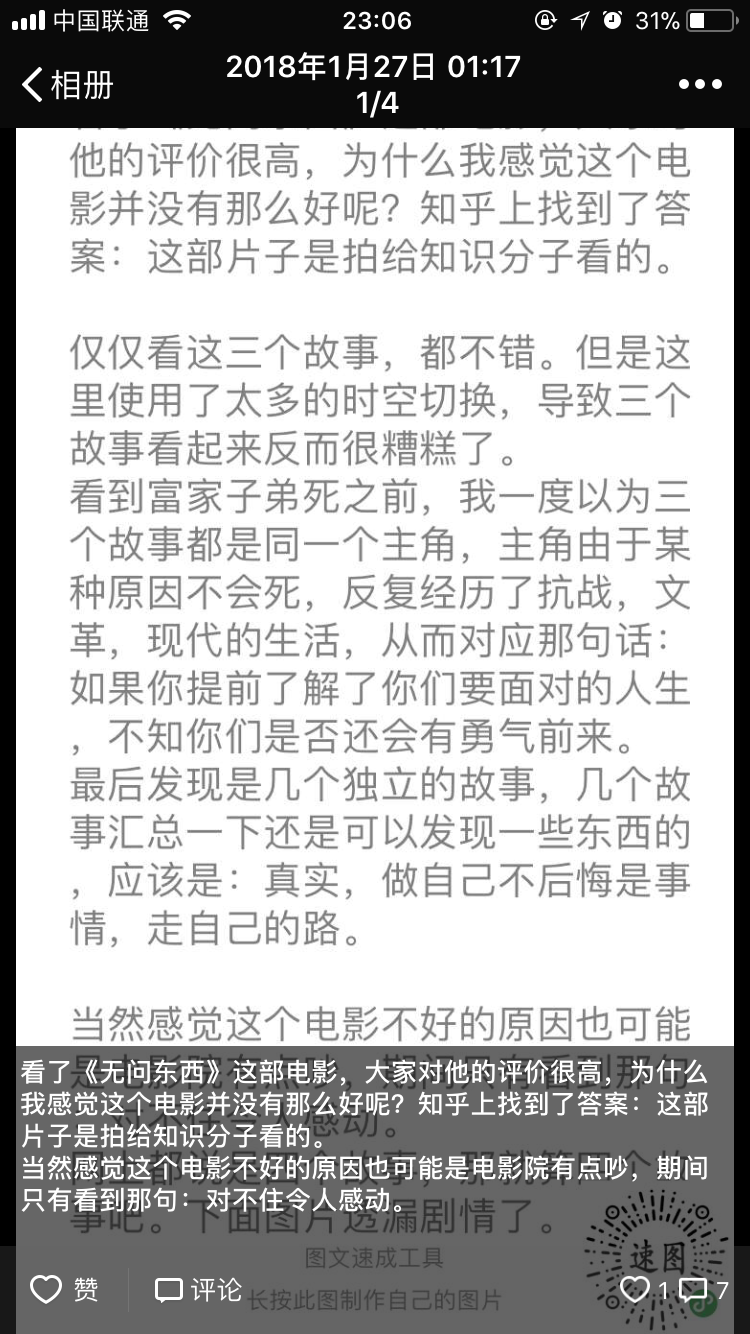 中国联通 23:06 31%
相册 2018年1月27日 01:17
1/4
他的评价很高，为什么我感觉这个电
影并没有那么好呢？知乎上找到了答
案：这部片子是拍给知识分子看的。
仅仅看这三个故事，都不错。但是这
里使用了太多的时空切换，导致三个
故事看起来反而很糟糕了。
看到富家子弟死之前，我一度以为三
个故事都是同一个主角，主角由于某
种原因不会死，反复经历了抗战，文
革，现代的生活，从而对应那句话：
如果你提前了解了你们要面对的人生
，不知你们是否还会有勇气前来。
最后发现是几个独立的故事，几个故
事汇总一下还是可以发现一些东西的
，应该是：真实，做自己不后悔是事
情，走自己的路。
当然感觉这个电影不好的原因也可能
看了《无问东西》这部电影，大家对他的评价很高，为什么
我感觉这个电影并没有那么好呢？知乎上找到了答案：这部
片子是拍给知识分子看的。
当然感觉这个电影不好的原因也可能是电影院有点吵，期间
只有看到那句：对不住令人感动。
事吧。下面图片透漏剧情了。
图文速成工具
速图
长按此图制作自己的图片
赞 评论 1 7